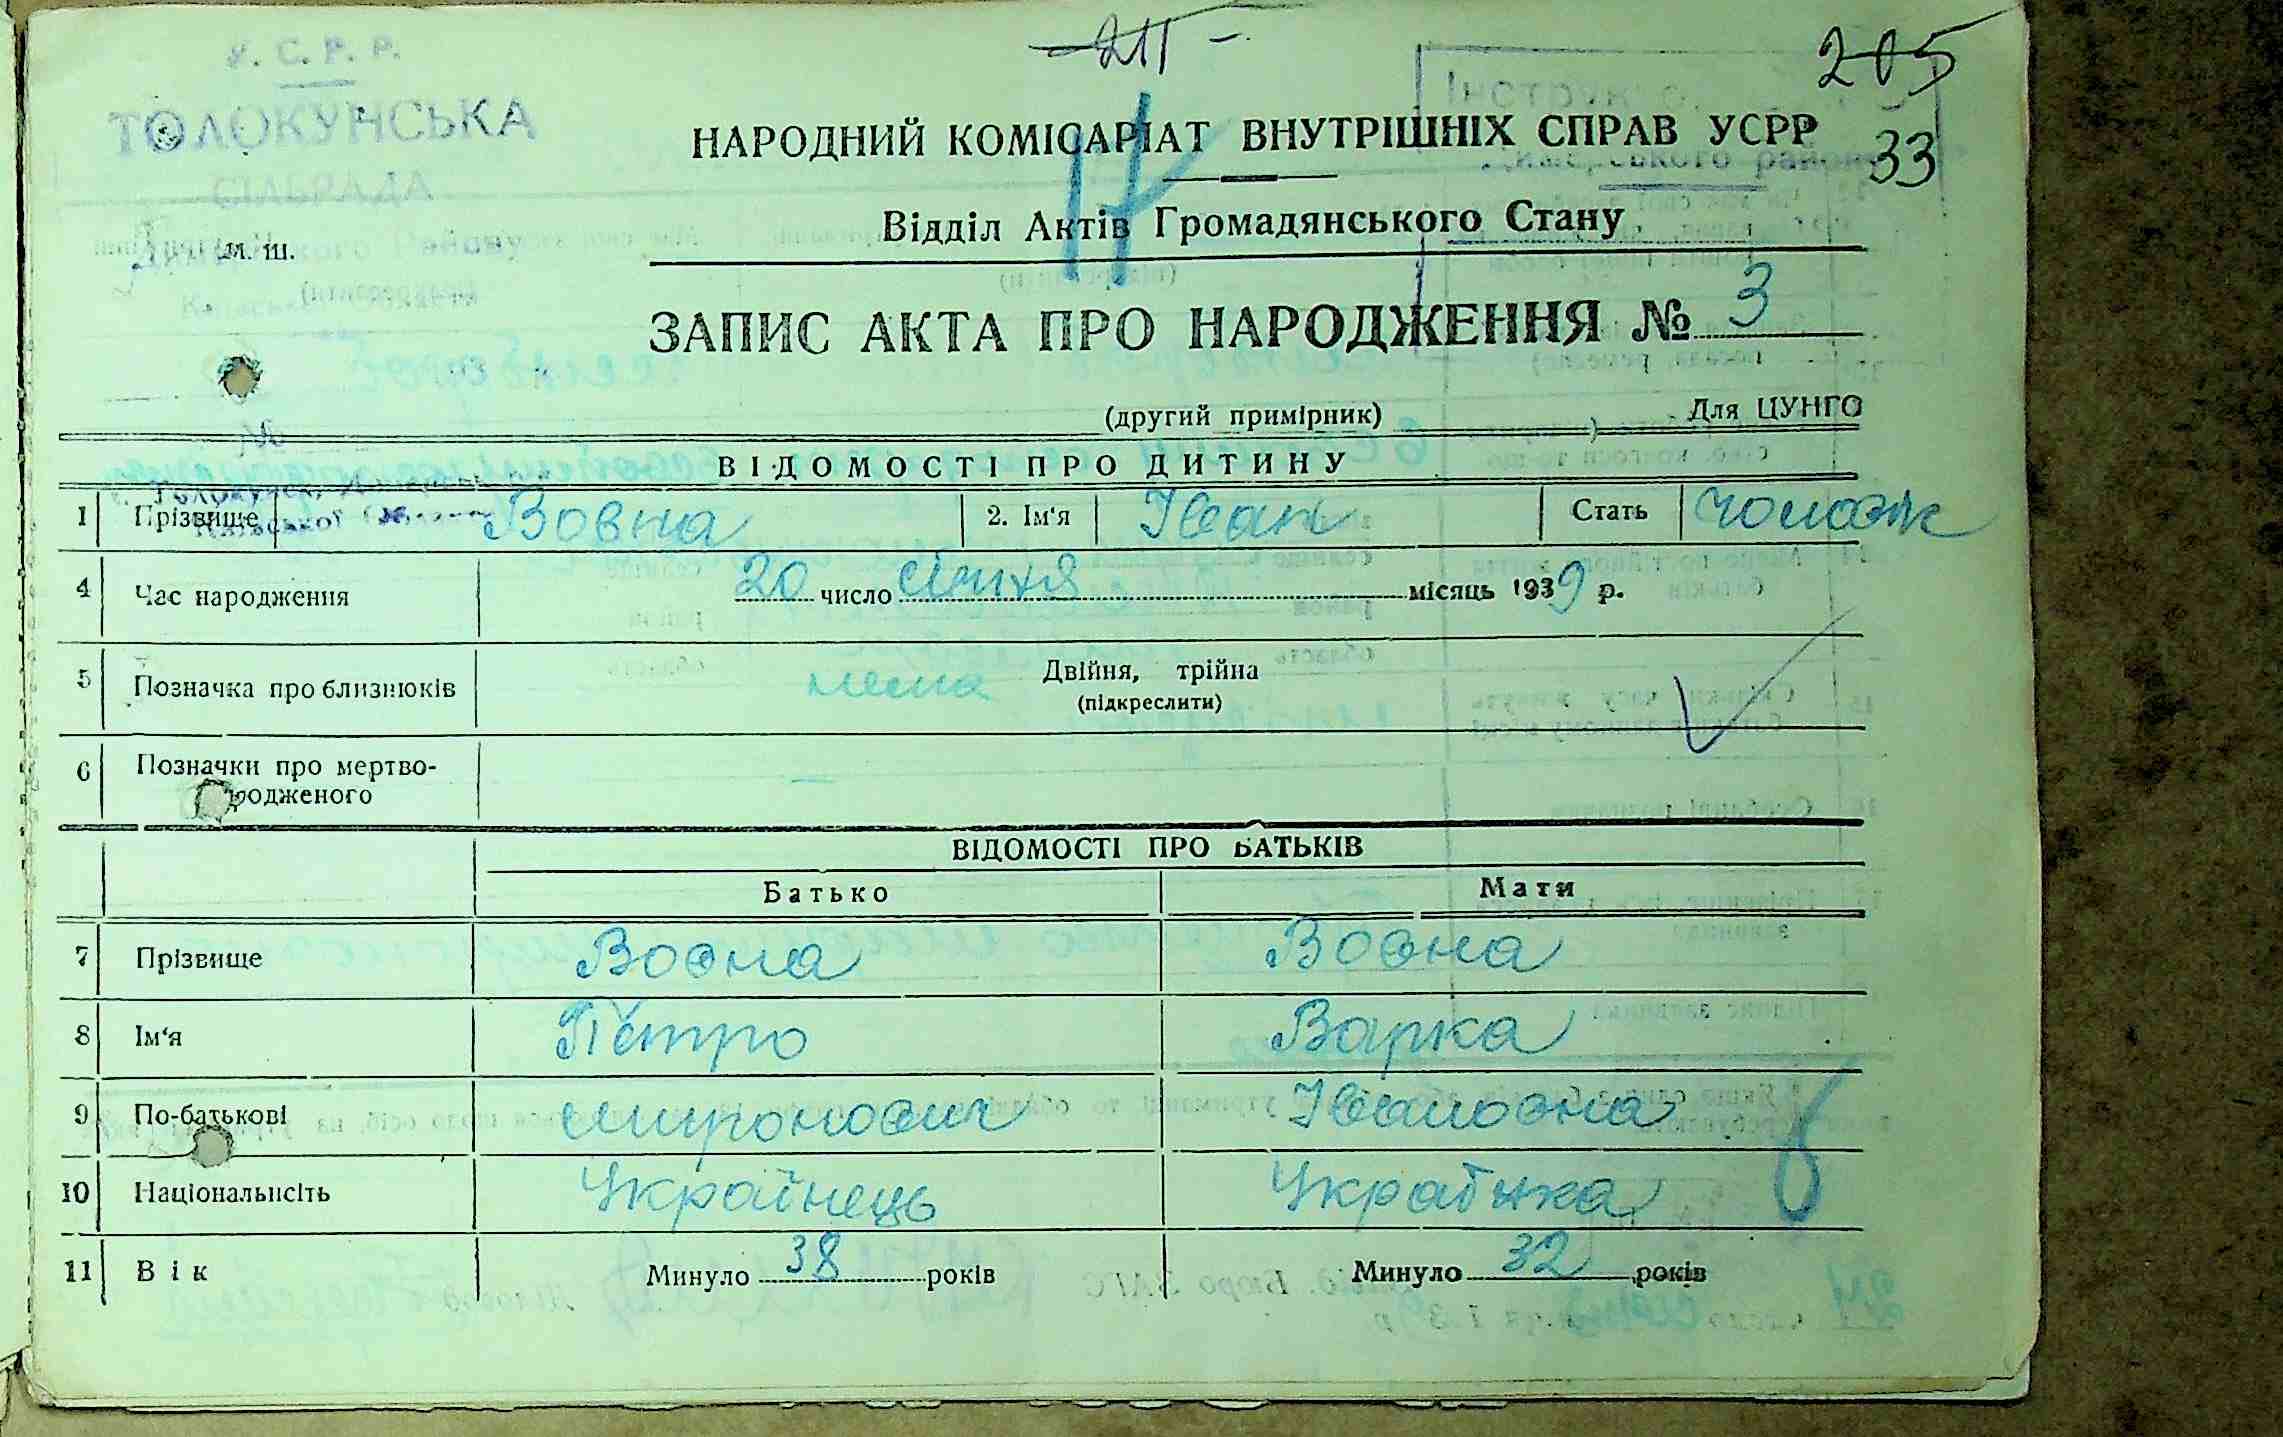 У. С. Р. Р.
ТОЛОКУНСЬКА
СІЛЬРАДА
м. ш.
211 -
205
33
НАРОДНИЙ КОМІСАРІАТ ВНУТРІШНІХ СПРАВ УСРР
Відділ Актів Громадянського Стану
ЗАПИС АКТА ПРО НАРОДЖЕННЯ № 3
(другий примірник) Для ЦУНГО
ВІДОМОСТІ ПРО ДИТИНУ
1 Прізвище Вовна 2. Ім'я Іван Стать чоловік
4 Час народження 20 число січня місяць 1939 р.
5 Позначка про близнюків нема Двійня, трійна
(підкреслити)
6 Позначки про мертво-
родженого
ВІДОМОСТІ ПРО БАТЬКІВ
Батько Мати
7 Прізвище Вовна Вовна
8 Ім'я Петро Варка
9 По-батькові Миронович Івановна
10 Національність Українець Українка
11 Вік Минуло 38 років Минуло 32 років